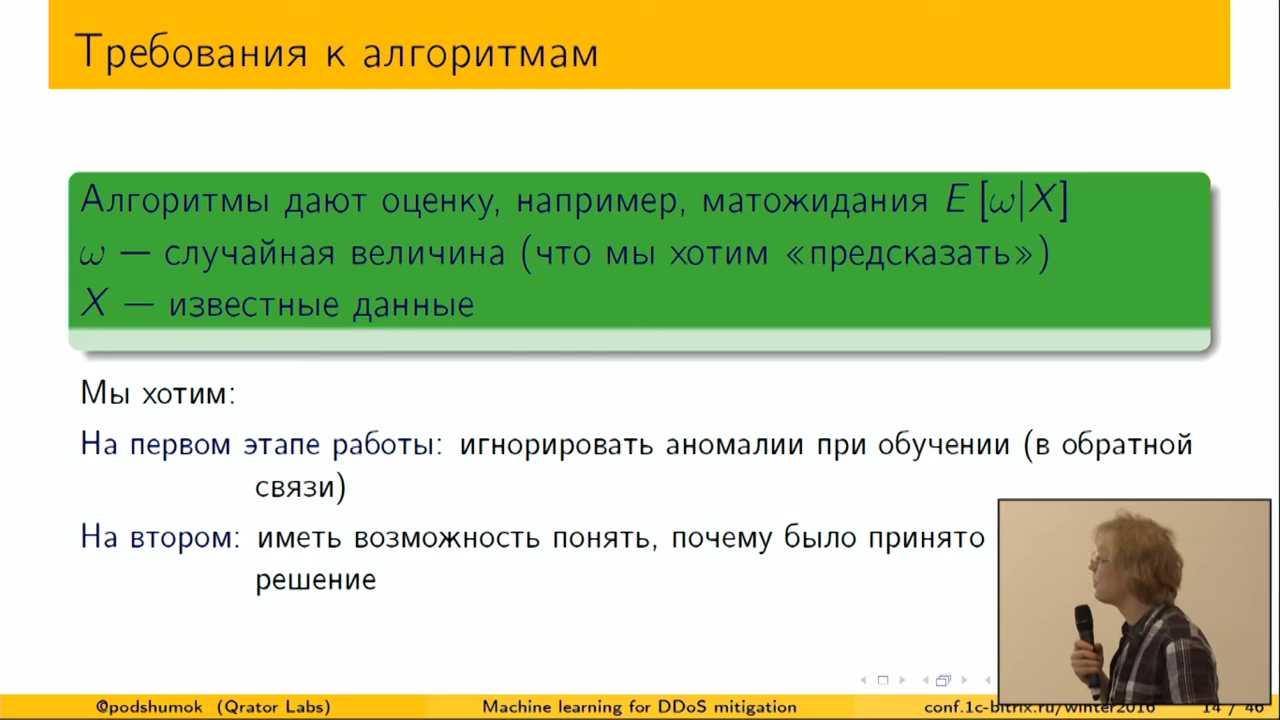 Требования к алгоритмам
Алгоритмы дают оценку, например, матожидания E [ω|X]
ω — случайная величина (что мы хотим «предсказать»)
X — известные данные
Мы хотим:
На первом этапе работы: игнорировать аномалии при обучении (в обратной
связи)
На втором: иметь возможность понять, почему было принято
решение
@podshumok (Qrator Labs) Machine learning for DDoS mitigation conf.1c-bitrix.ru/winter2016 14 / 46